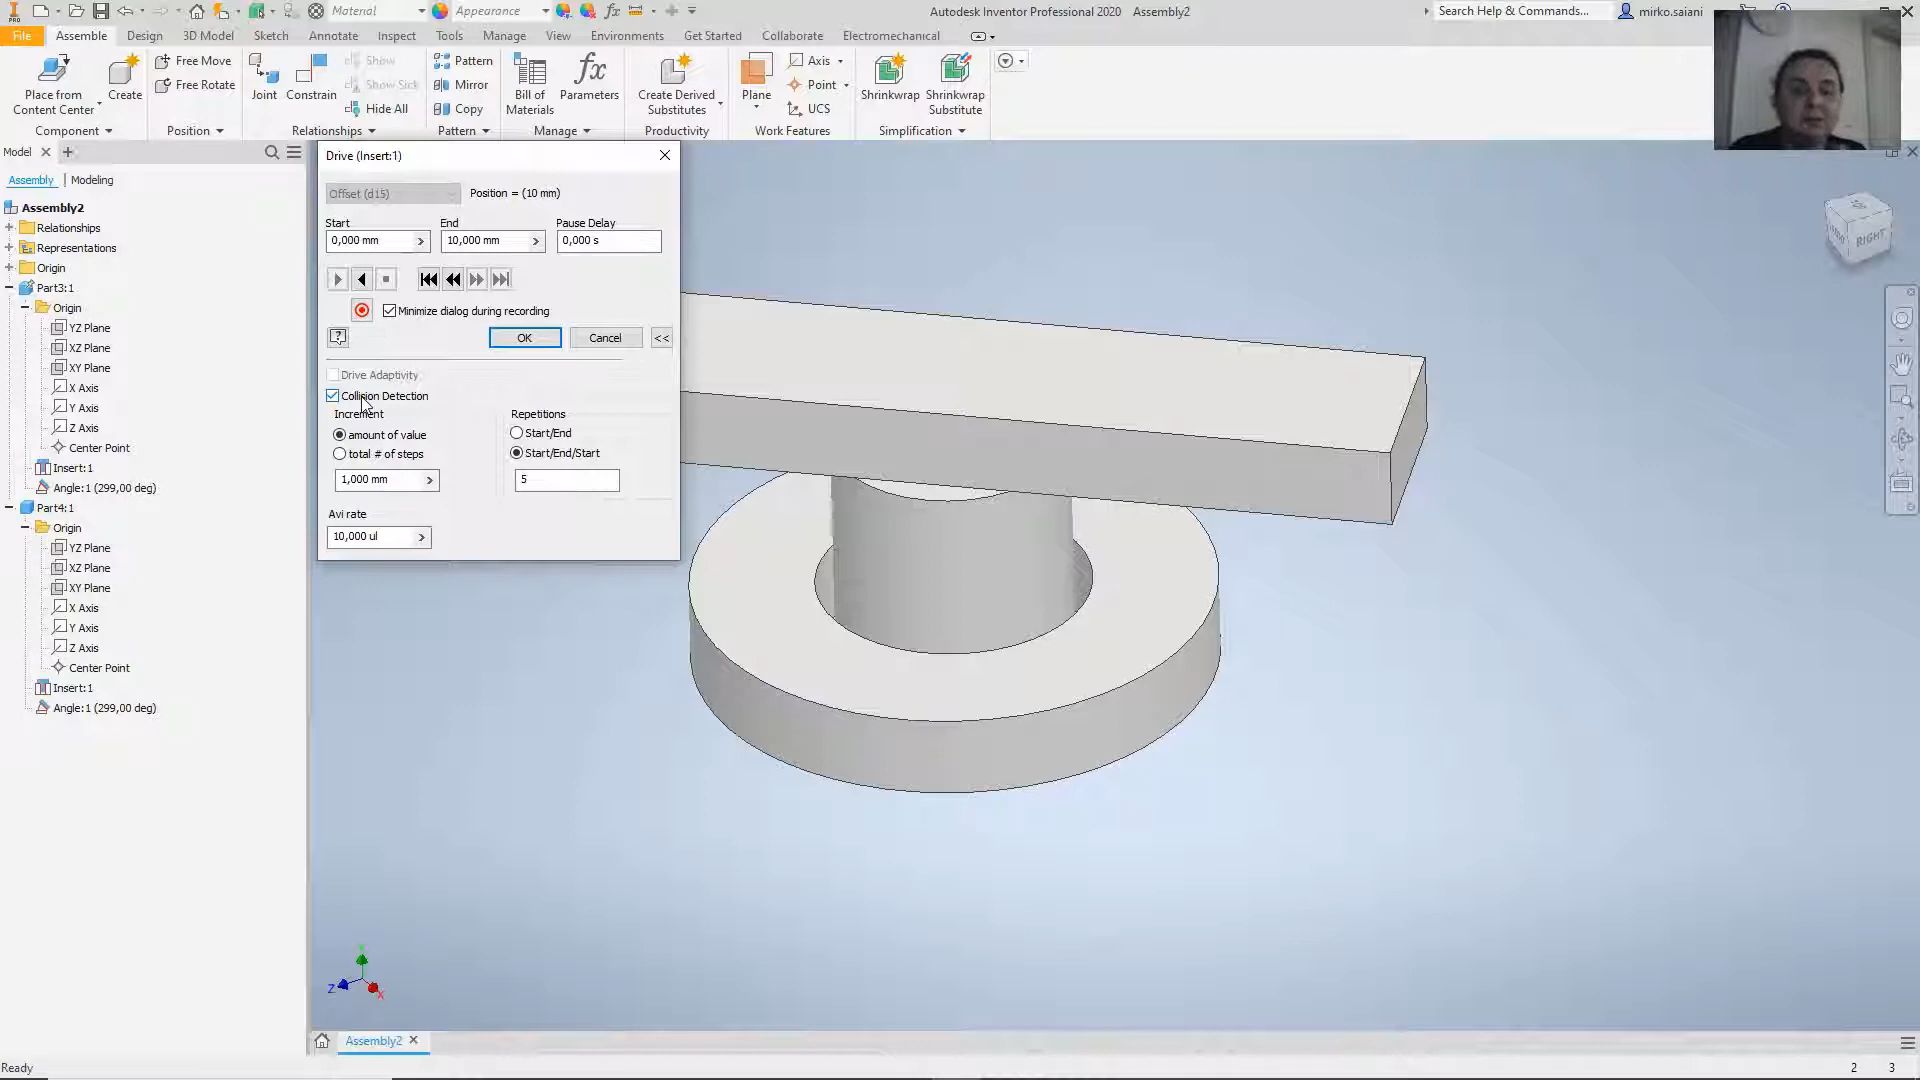 Material
Appearance
Autodesk Inventor Professional 2020 Assembly2
Search Help & Commands...
mirko.saiani
PRO
File Assemble Design 3D Model Sketch Annotate Inspect Tools Manage View Environments Get Started Collaborate Electromechanical
Place from
Content Center
Create
Free Move
Free Rotate
Joint
Constrain
Show
Show Sick
Hide All
Pattern
Mirror
Copy
Bill of
Materials
Parameters
Create Derived
Substitutes
Plane
Axis
Point
UCS
Shrinkwrap
Shrinkwrap
Substitute
Component Position Relationships Pattern Manage Productivity Work Features Simplification
Model
Assembly Modeling
Assembly2
Relationships
Representations
Origin
Part3:1
Origin
YZ Plane
XZ Plane
XY Plane
X Axis
Y Axis
Z Axis
Center Point
Insert:1
Angle:1 (299,00 deg)
Part4:1
Origin
YZ Plane
XZ Plane
XY Plane
X Axis
Y Axis
Z Axis
Center Point
Insert:1
Angle:1 (299,00 deg)
Drive (Insert:1)
Offset (d15)
Position = (10 mm)
Start End Pause Delay
0,000 mm 10,000 mm 0,000 s
Minimize dialog during recording
OK Cancel <<
Drive Adaptivity
Collision Detection
Increment
amount of value
total # of steps
1,000 mm
Repetitions
Start/End
Start/End/Start
5
Avi rate
10,000 ul
RIGHT
Z
X
Assembly2
Ready
2 3